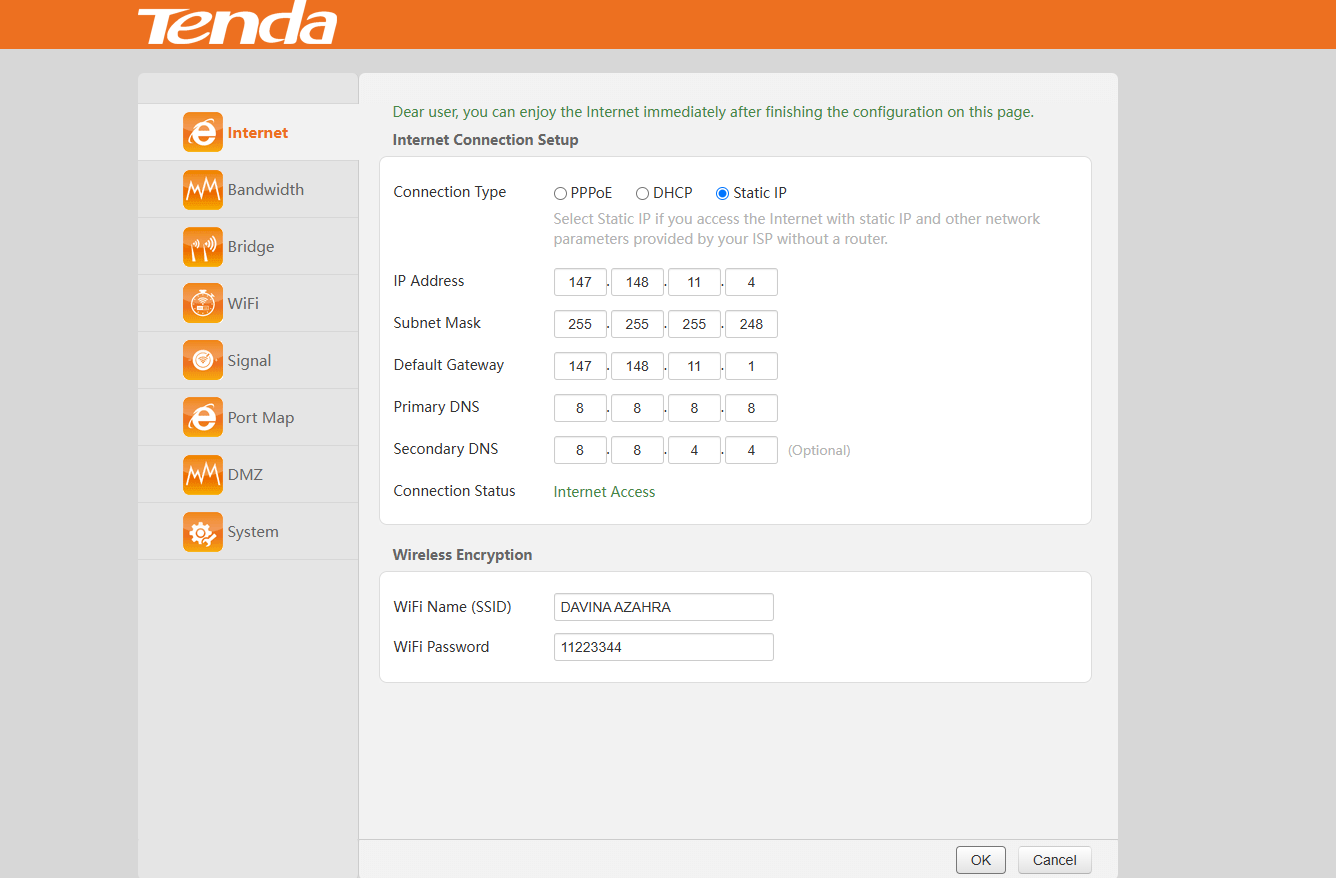 Tenda
Internet
Bandwidth
Bridge
WiFi
Signal
Port Map
DMZ
System
Dear user, you can enjoy the Internet immediately after finishing the configuration on this page.
Internet Connection Setup
Connection Type PPPoE DHCP Static IP
Select Static IP if you access the Internet with static IP and other network
parameters provided by your ISP without a router.
IP Address 147 . 148 . 11 . 4
Subnet Mask 255 . 255 . 255 . 248
Default Gateway 147 . 148 . 11 . 1
Primary DNS 8 . 8 . 8 . 8
Secondary DNS 8 . 8 . 4 . 4 (Optional)
Connection Status Internet Access
Wireless Encryption
WiFi Name (SSID) DAVINA AZAHRA
WiFi Password 11223344
OK Cancel